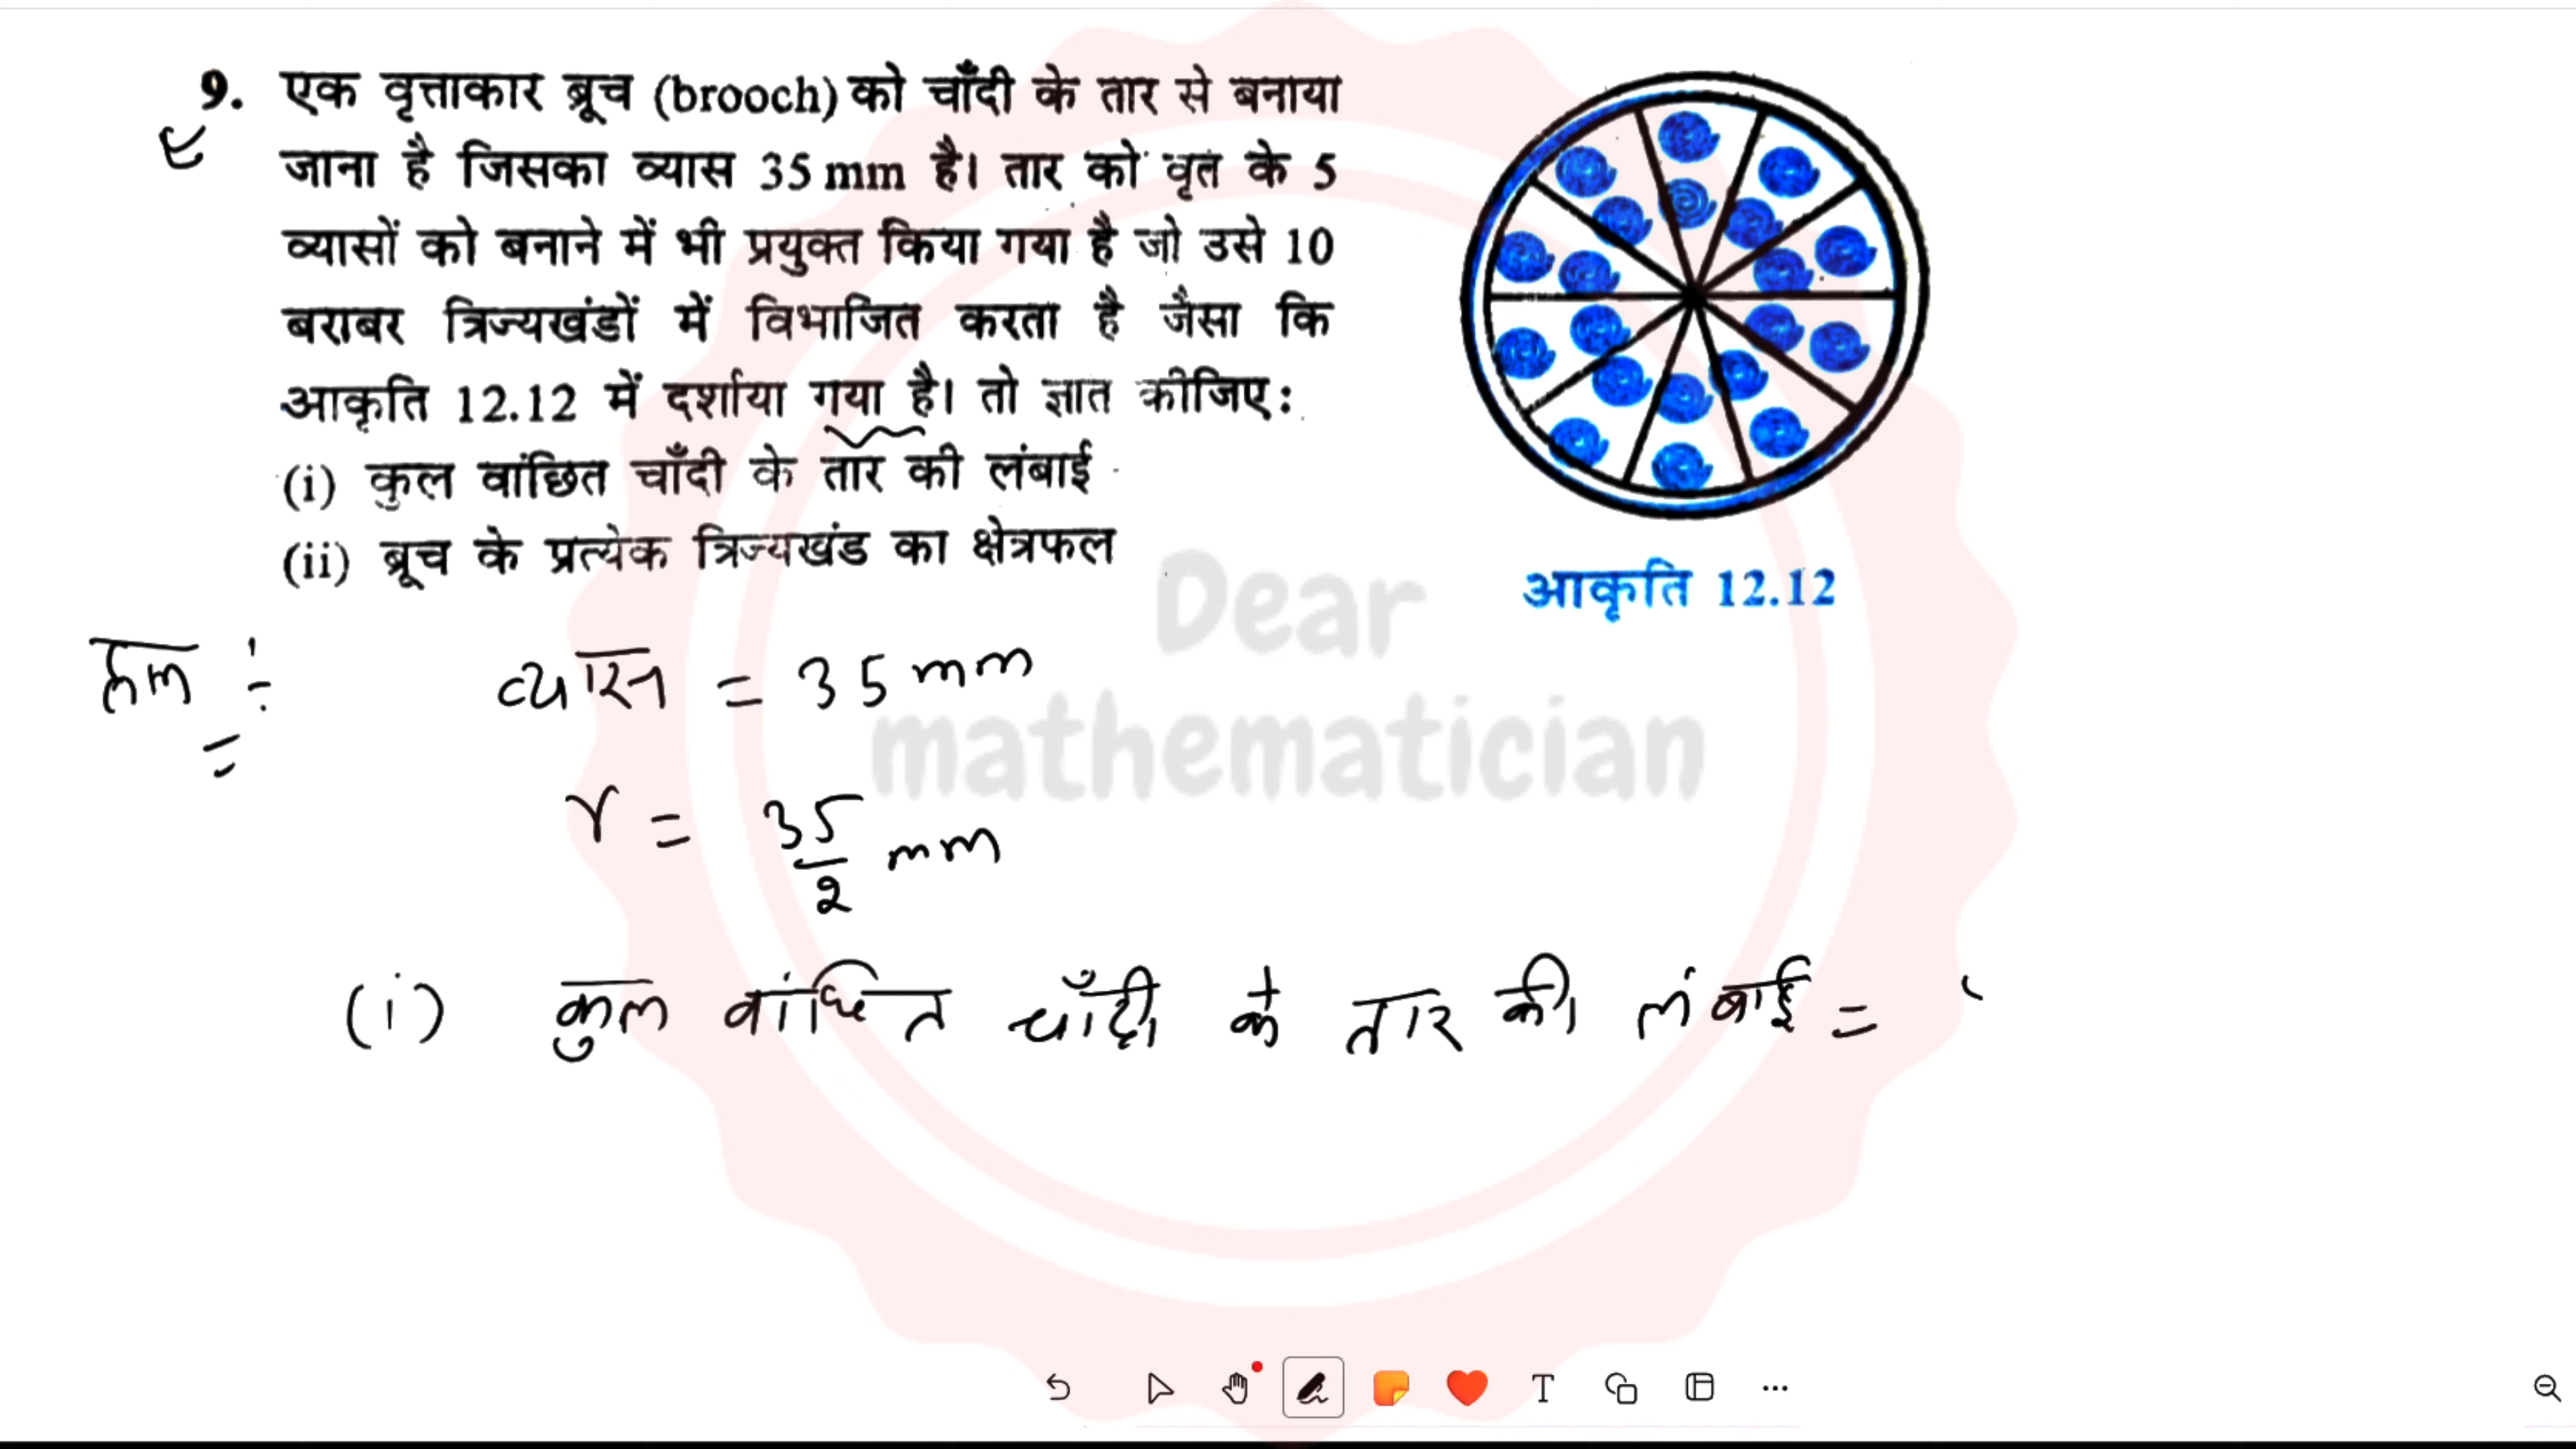 9. एक वृत्ताकार ब्रूच (brooch) को चाँदी के तार से बनाया
जाना है जिसका व्यास 35 mm है। तार को वृत के 5
व्यासों को बनाने में भी प्रयुक्त किया गया है जो उसे 10
बराबर त्रिज्यखंडों में विभाजित करता है जैसा कि
आकृति 12.12 में दर्शाया गया है। तो ज्ञात कीजिए:
(i) कुल वांछित चाँदी के तार की लंबाई
(ii) ब्रूच के प्रत्येक त्रिज्यखंड का क्षेत्रफल
आकृति 12.12
Dear
mathematician
हल :-
व्यास = 35 mm
r = 35/2 mm
(i) कुल वांछित चाँदी के तार की लंबाई =